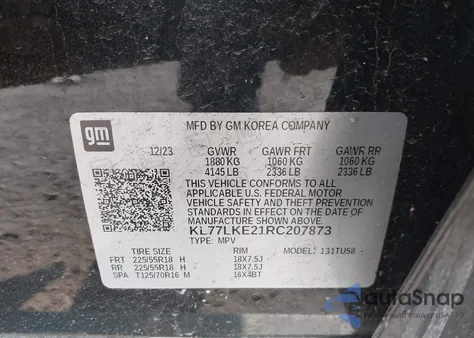 MFD BY GM KOREA COMPANY
gm
12/23 GVWR GAWR FRT GAWR RR
1880 KG 1060 KG 1060 KG
4145 LB 2336 LB 2336 LB
THIS VEHICLE CONFORMS TO ALL
APPLICABLE U.S. FEDERAL MOTOR
VEHICLE SAFETY AND THEFT PREVENTION
STANDARDS IN EFFECT ON THE DATE OF
MANUFACTURE SHOWN ABOVE.
KL77LKE21RC207873
TYPE: MPV MODEL: 131TU58
TIRE SIZE RIM
FRT 225/55R18 H 18X7.5J
RR 225/55R18 H 18X7.5J
SPA T125/70R16 M 16X4BT
autaSnap